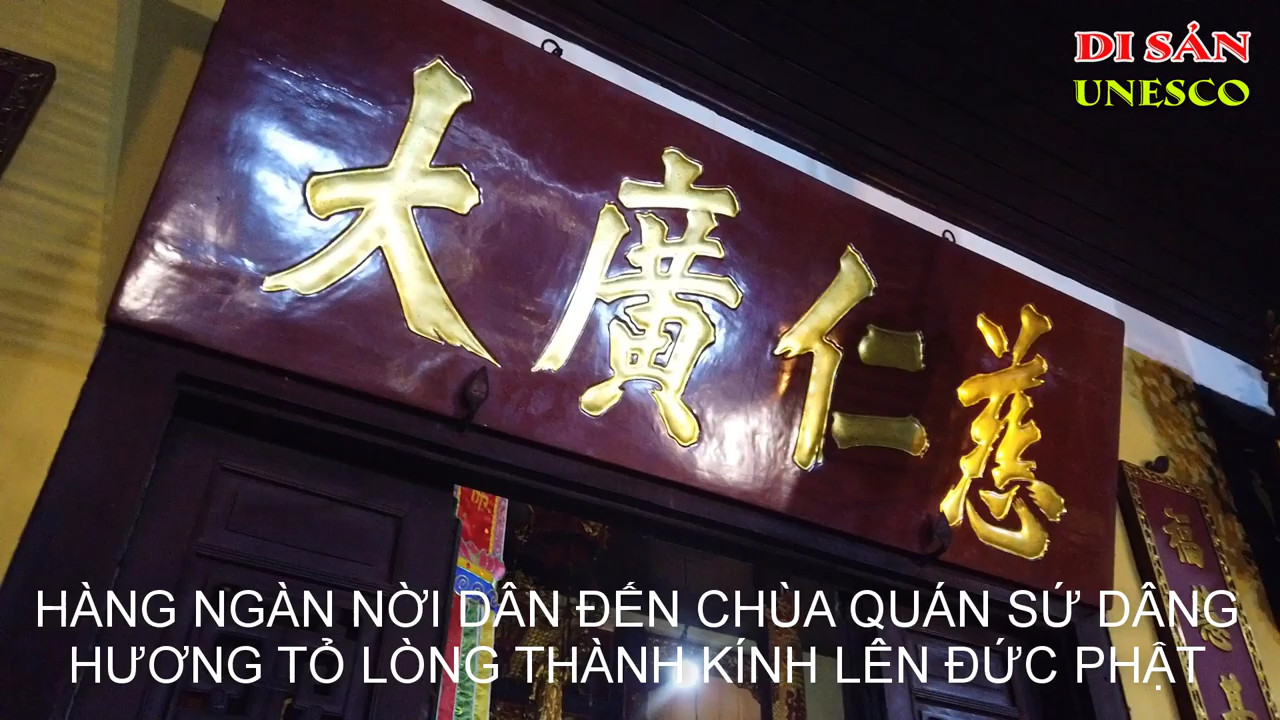 DI SẢN
UNESCO
大廣仁慈
福
HÀNG NGÀN NỜI DÂN ĐẾN CHÙA QUÁN SỨ DÂNG
HƯƠNG TỎ LÒNG THÀNH KÍNH LÊN ĐỨC PHẬT